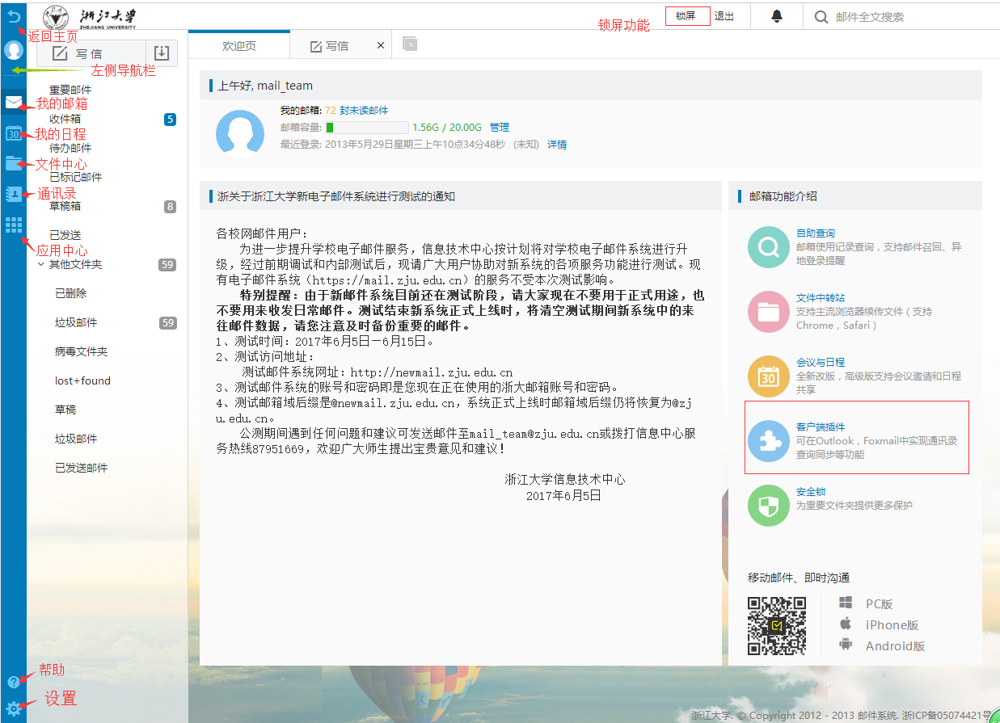 浙江大学
ZHEJIANG UNIVERSITY
锁屏功能
锁屏
退出
邮件全文搜索
返回主页
写 信
欢迎页
写信
左侧导航栏
重要邮件
我的邮箱
收件箱
5
30
我的日程
待办邮件
文件中心
已标记邮件
通讯录
草稿箱
8
已发送
应用中心
其他文件夹
59
已删除
垃圾邮件
59
病毒文件夹
lost+found
草稿
垃圾邮件
已发送邮件
帮助
设置
上午好, mail_team
我的邮箱: 72 封未读邮件
邮箱容量: 1.56G / 20.00G 管理
最近登录: 2013年5月29日星期三上午10点34分48秒 (未知) 详情
浙关于浙江大学新电子邮件系统进行测试的通知
各校网邮件用户：
为进一步提升学校电子邮件服务，信息技术中心按计划将对学校电子邮件系统进行升
级，经过前期调试和内部测试后，现请广大用户协助对新系统的各项服务功能进行测试。现
有电子邮件系统（https://mail.zju.edu.cn）的服务不受本次测试影响。
特别提醒：由于新邮件系统目前还在测试阶段，请大家现在不要用于正式用途，也
不要用来收发日常邮件。测试结束新系统正式上线时，将清空测试期间新系统中的来
往邮件数据，请您注意及时备份重要的邮件。
1、测试时间：2017年6月5日—6月15日。
2、测试访问地址：
测试邮件系统网址：http://newmail.zju.edu.cn
3、测试邮件系统的账号和密码即是您现在正在使用的浙大邮箱账号和密码。
4、测试邮箱域后缀是@newmail.zju.edu.cn，系统正式上线时邮箱域后缀仍将恢复为@zj
u.edu.cn。
公测期间遇到任何问题和建议可发送邮件至mail_team@zju.edu.cn或拨打信息中心服
务热线87951669，欢迎广大师生提出宝贵意见和建议！
浙江大学信息技术中心
2017年6月5日
邮箱功能介绍
自助查询
邮箱使用记录查询，支持邮件召回、异
地登录提醒
文件中转站
支持主流浏览器续传文件（支持
Chrome，Safari）
30
会议与日程
全新改版，高级版支持会议邀请和日程
共享
客户端插件
可在Outlook，Foxmail中实现通讯录
查询同步等功能
安全锁
为重要文件夹提供更多保护
移动邮件、即时沟通
PC版
iPhone版
Android版
浙江大学. © Copyright 2012 - 2013 邮件系统. 浙ICP备05074421号